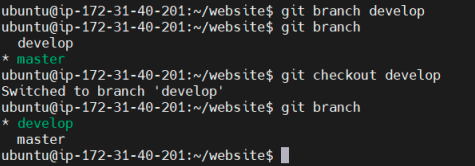 ubuntu@ip-172-31-40-201:~/website$ git branch develop
ubuntu@ip-172-31-40-201:~/website$ git branch
  develop
* master
ubuntu@ip-172-31-40-201:~/website$ git checkout develop
Switched to branch 'develop'
ubuntu@ip-172-31-40-201:~/website$ git branch
* develop
  master
ubuntu@ip-172-31-40-201:~/website$